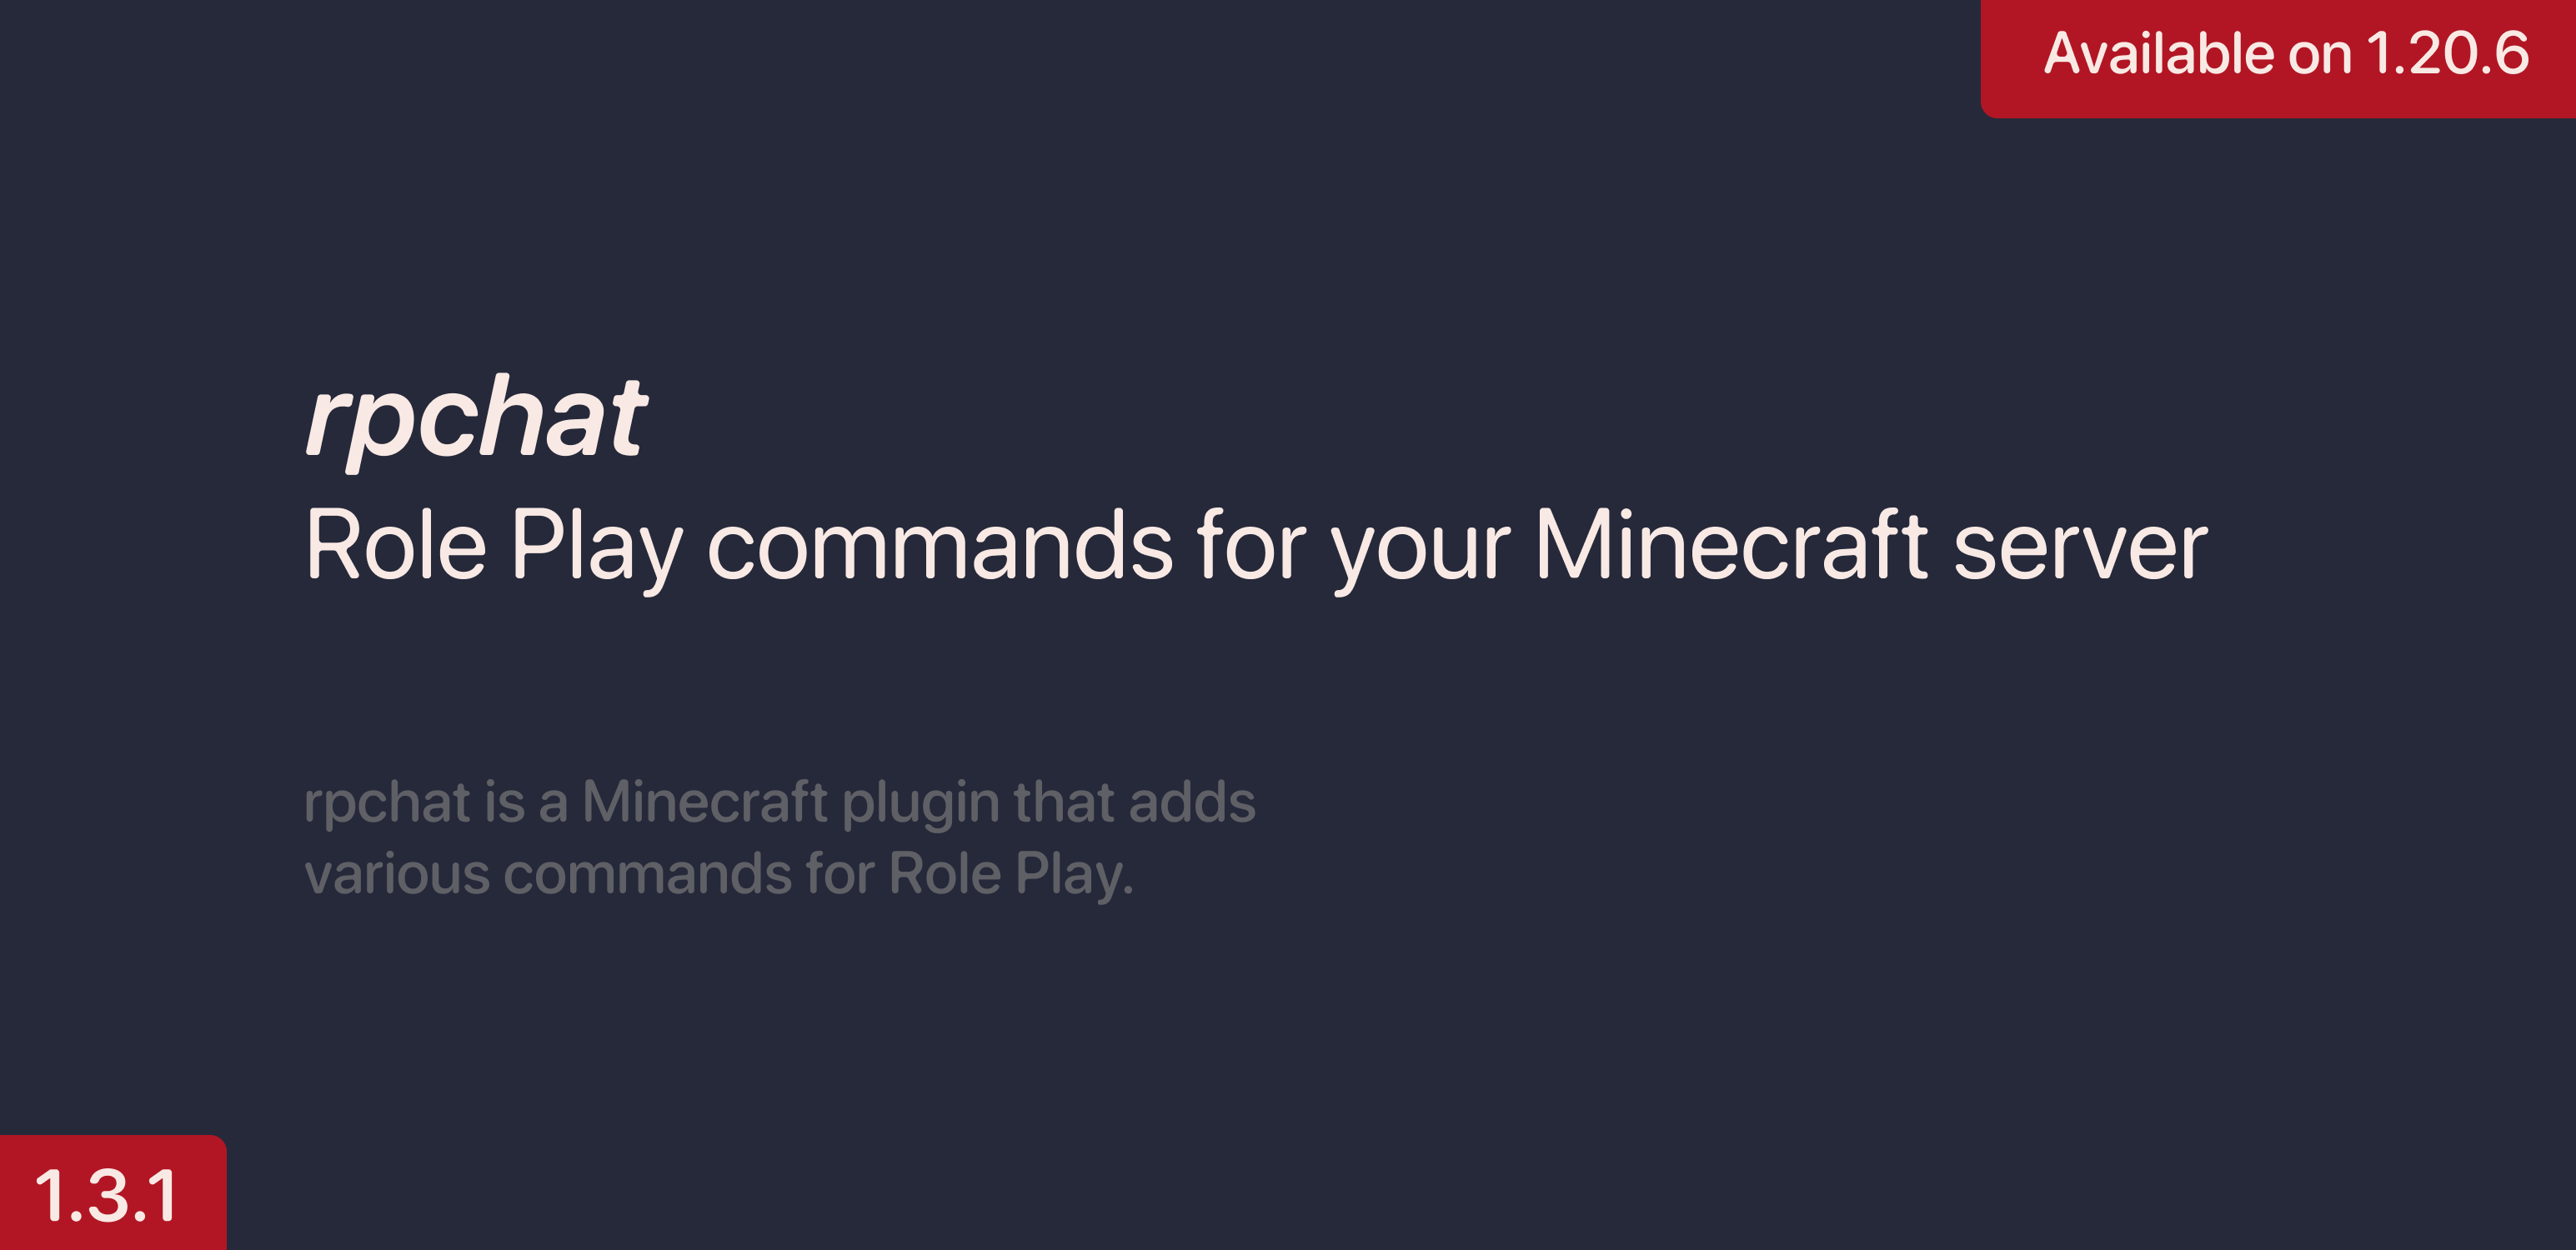 Available on 1.20.6
rpchat
Role Play commands for your Minecraft server
rpchat is a Minecraft plugin that adds
various commands for Role Play.
1.3.1